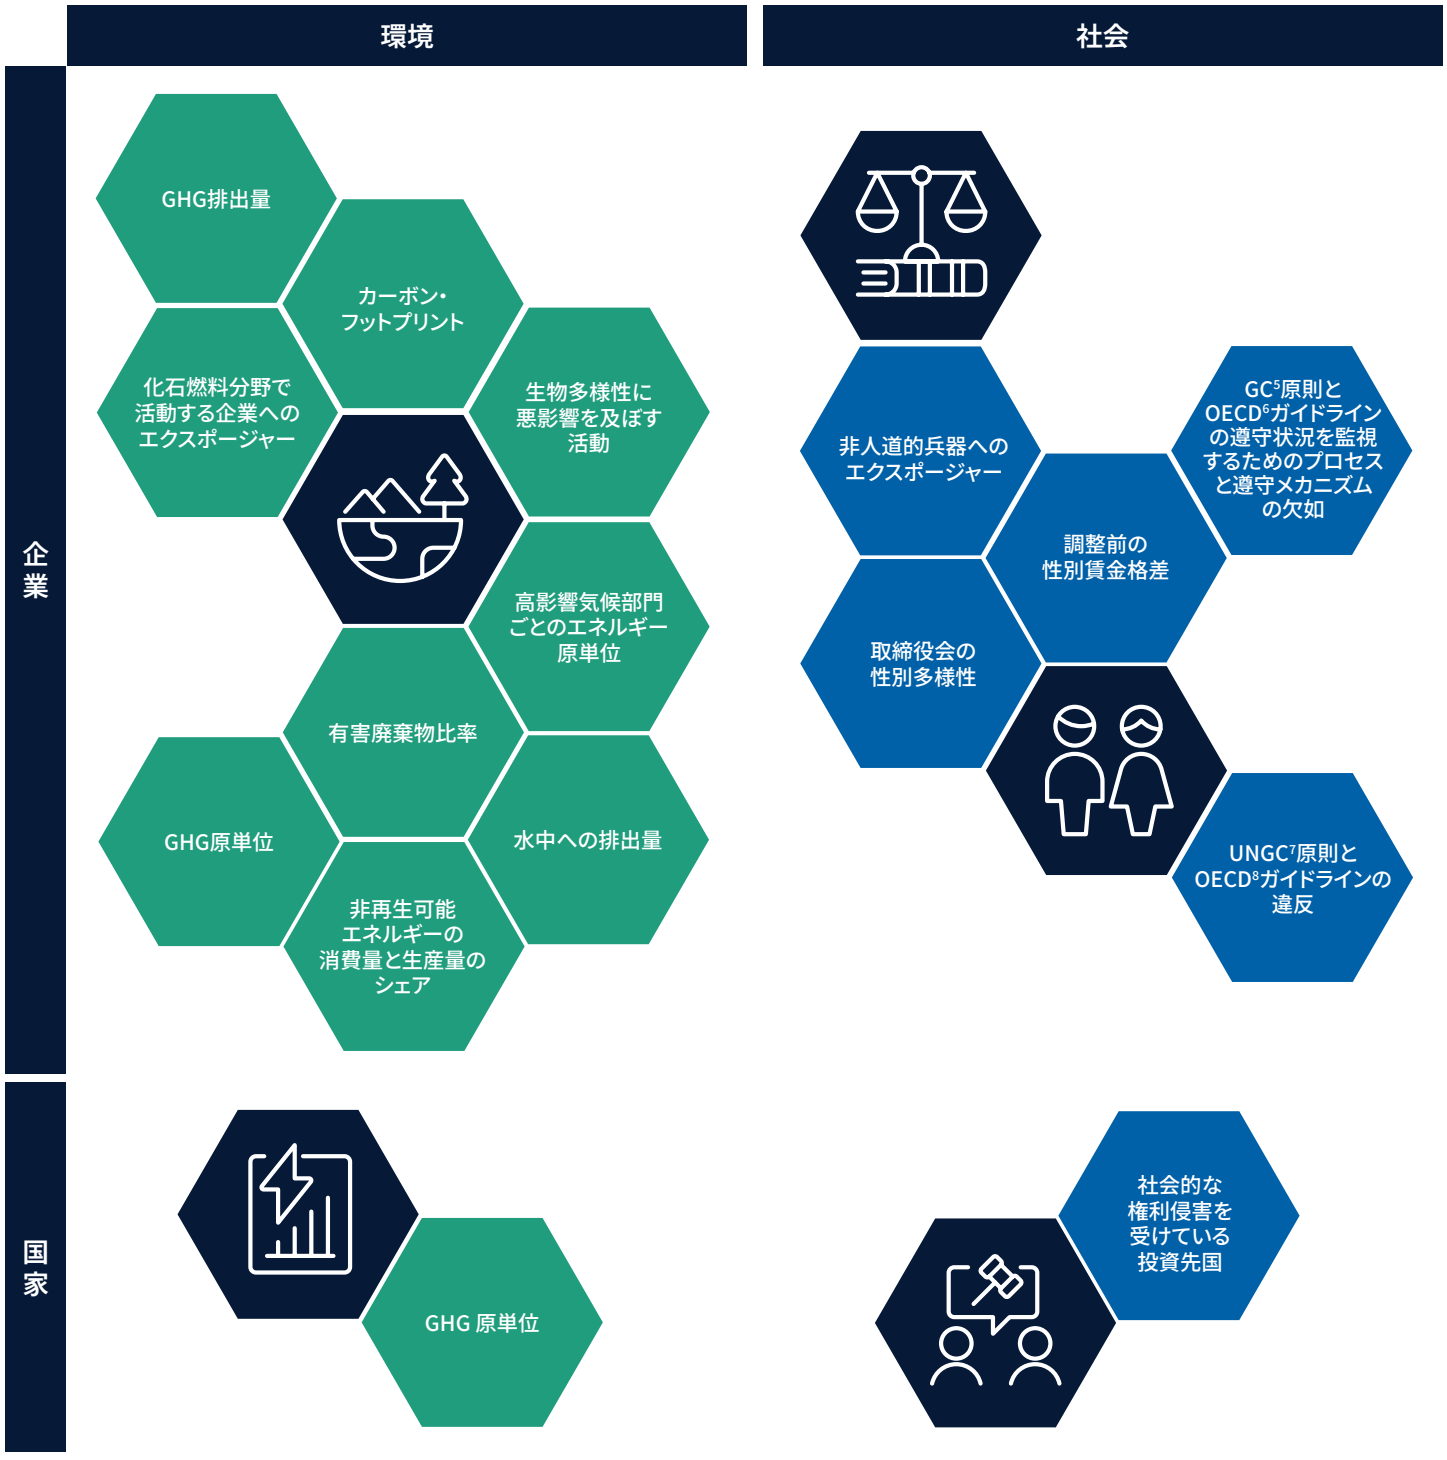 環境
社会
企業
GHG排出量
カーボン・
フットプリント
化石燃料分野で
活動する企業への
エクスポージャー
生物多様性に
悪影響を及ぼす
活動
高影響気候部門
ごとのエネルギー
原単位
有害廃棄物比率
GHG原単位
水中への排出量
非再生可能
エネルギーの
消費量と生産量の
シェア
非人道的兵器への
エクスポージャー
GC⁵原則と
OECD⁶ガイドライン
の遵守状況を監視
するためのプロセス
と遵守メカニズム
の欠如
調整前の
性別賃金格差
取締役会の
性別多様性
UNGC⁷原則と
OECD⁸ガイドラインの
違反
国家
GHG 原単位
社会的な
権利侵害を
受けている
投資先国